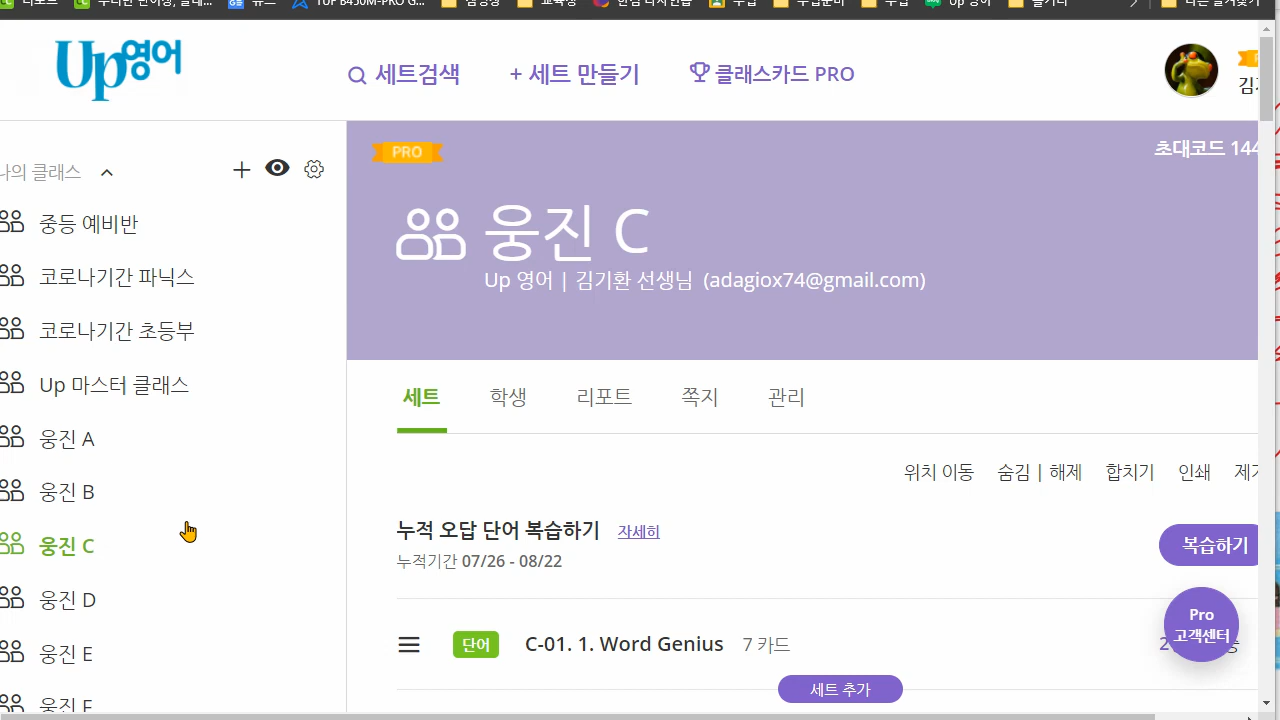 Up영어
세트검색
+ 세트 만들기
클래스카드 PRO
나의 클래스
중등 예비반
코로나기간 파닉스
코로나기간 초등부
Up 마스터 클래스
웅진 A
웅진 B
웅진 C
웅진 D
웅진 E
PRO
초대코드 144
웅진 C
Up 영어 | 김기환 선생님 (adagiox74@gmail.com)
세트
학생
리포트
쪽지
관리
위치 이동
숨김 | 해제
합치기
인쇄
누적 오답 단어 복습하기 자세히
누적기간 07/26 - 08/22
복습하기
Pro
고객센터
단어 C-01. 1. Word Genius 7 카드
세트 추가